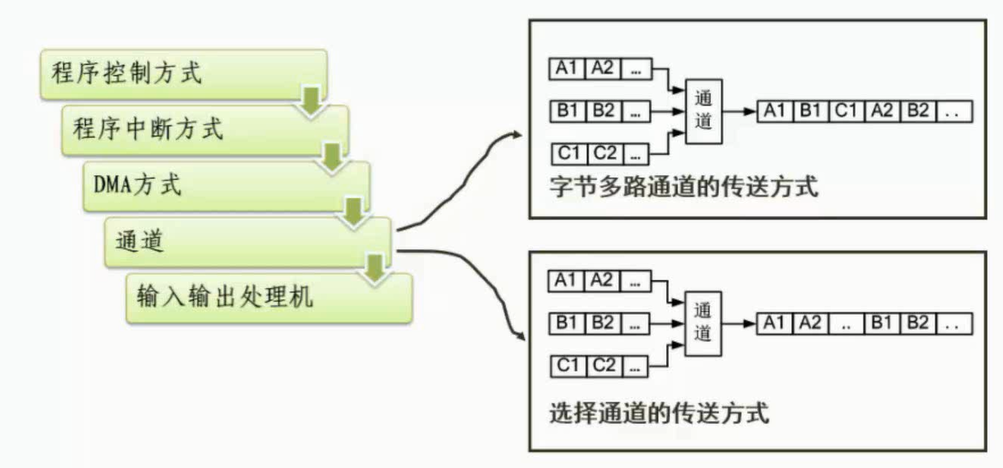 程序控制方式
程序中断方式
DMA方式
通道
输入输出处理机
A1 A2 ...
B1 B2 ...
C1 C2 ...
通道
A1 B1 C1 A2 B2 . .
字节多路通道的传送方式
A1 A2 ...
B1 B2 ...
C1 C2 ...
通道
A1 A2 .. B1 B2 . .
选择通道的传送方式